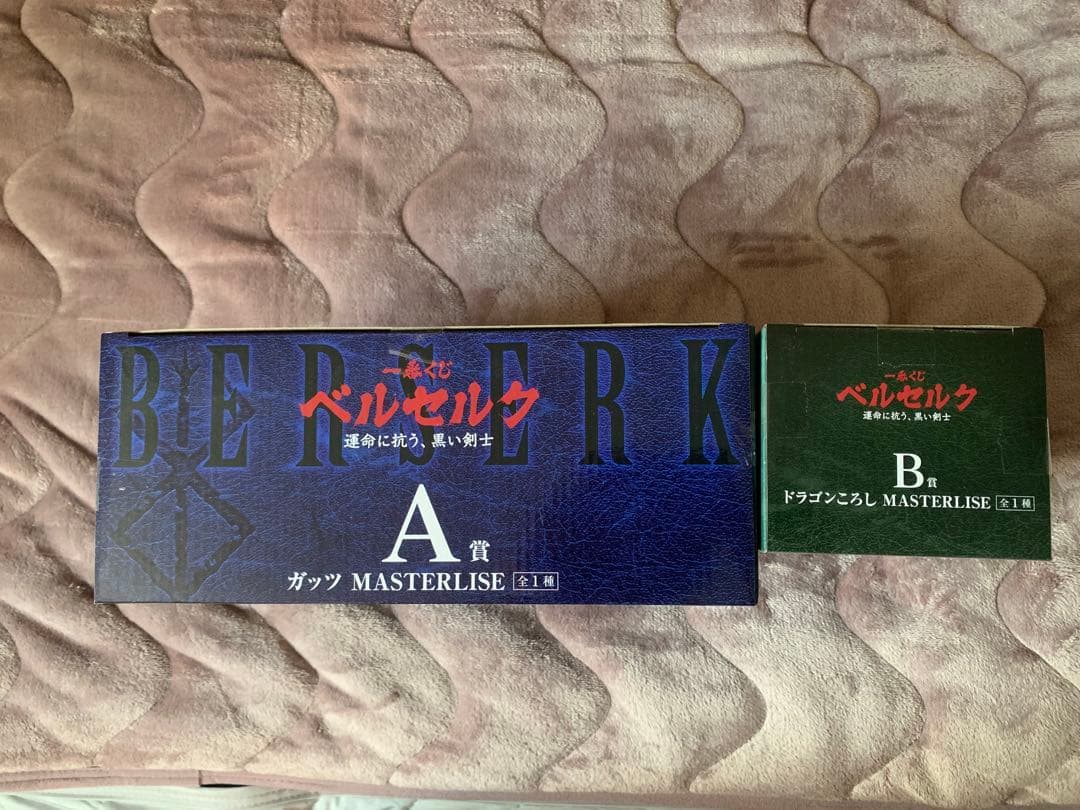 BERSERK
一番くじ
ベルセルク
運命に抗う、黒い剣士
A賞
ガッツ MASTERLISE 全1種
一番くじ
ベルセルク
運命に抗う、黒い剣士
B賞
ドラゴンころし MASTERLISE 全1種